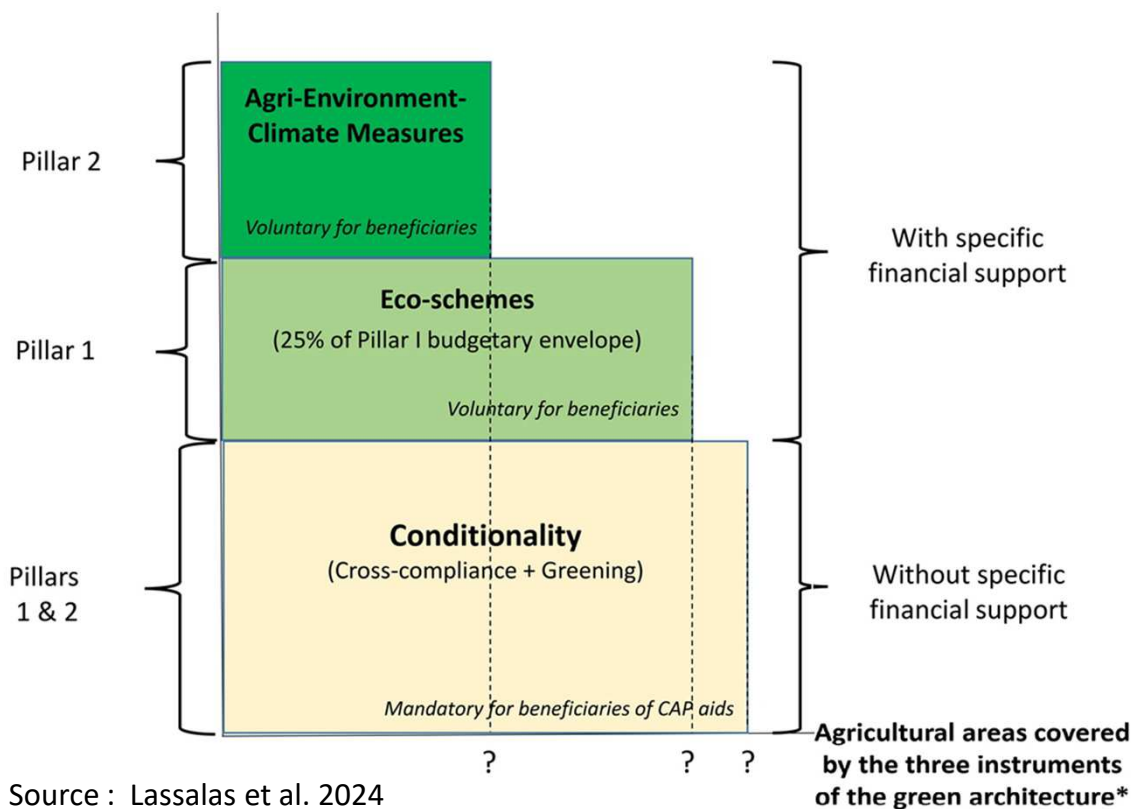 Agri-Environment-
Climate Measures
Pillar 2
Voluntary for beneficiaries
With specific
financial support
Eco-schemes
(25% of Pillar I budgetary envelope)
Pillar 1
Voluntary for beneficiaries
Conditionality
(Cross-compliance + Greening)
Pillars
1 & 2
Without specific
financial support
Mandatory for beneficiaries of CAP aids
? ? ?
Agricultural areas covered
by the three instruments
of the green architecture*
Source : Lassalas et al. 2024